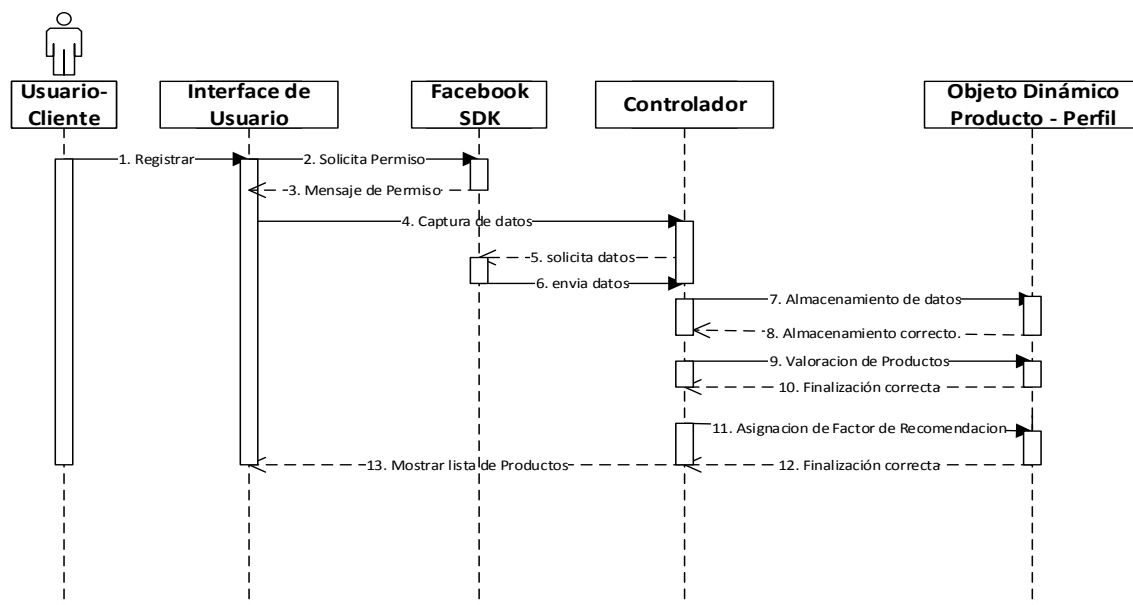 Usuario-
Cliente
Interface de
Usuario
Facebook
SDK
Controlador
Objeto Dinámico
Producto - Perfil
1. Registrar
2. Solicita Permiso
3. Mensaje de Permiso
4. Captura de datos
5. solicita datos
6. envia datos
7. Almacenamiento de datos
8. Almacenamiento correcto.
9. Valoracion de Productos
10. Finalización correcta
11. Asignacion de Factor de Recomendacion
12. Finalización correcta
13. Mostrar lista de Productos